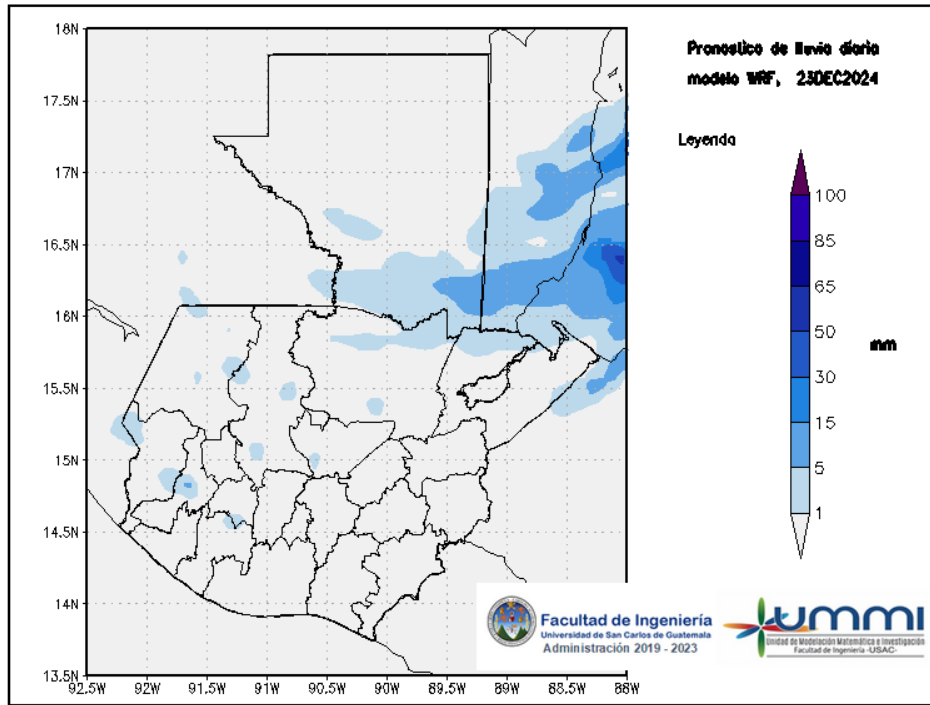 18N
17.5N
17N
16.5N
16N
15.5N
15N
14.5N
14N
13.5N
92.5W
92W
91.5W
91W
90.5W
90W
89.5W
89W
88.5W
88W
Pronostico de lluvia diaria
modelo WRF, 23DEC2024
Leyenda
100
85
65
50
30
15
5
1
mm
Facultad de Ingeniería
Universidad de San Carlos de Guatemala
Administración 2019 - 2023
UMMI
Unidad de Modelación Matemática e Investigación
Facultad de Ingeniería -USAC-